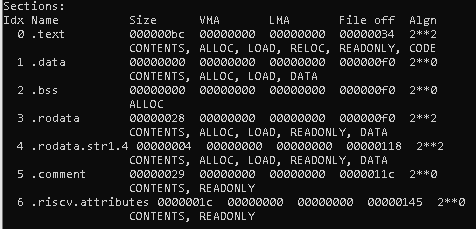 Sections:
Idx Name Size VMA LMA File off Algn
0 .text 000000bc 00000000 00000000 00000034 2**2
CONTENTS, ALLOC, LOAD, RELOC, READONLY, CODE
1 .data 00000000 00000000 00000000 000000f0 2**0
CONTENTS, ALLOC, LOAD, DATA
2 .bss 00000000 00000000 00000000 000000f0 2**0
ALLOC
3 .rodata 00000028 00000000 00000000 000000f0 2**2
CONTENTS, ALLOC, LOAD, READONLY, DATA
4 .rodata.str1.4 00000004 00000000 00000000 00000118 2**2
CONTENTS, ALLOC, LOAD, READONLY, DATA
5 .comment 00000029 00000000 00000000 0000011c 2**0
CONTENTS, READONLY
6 .riscv.attributes 0000001c 00000000 00000000 00000145 2**0
CONTENTS, READONLY